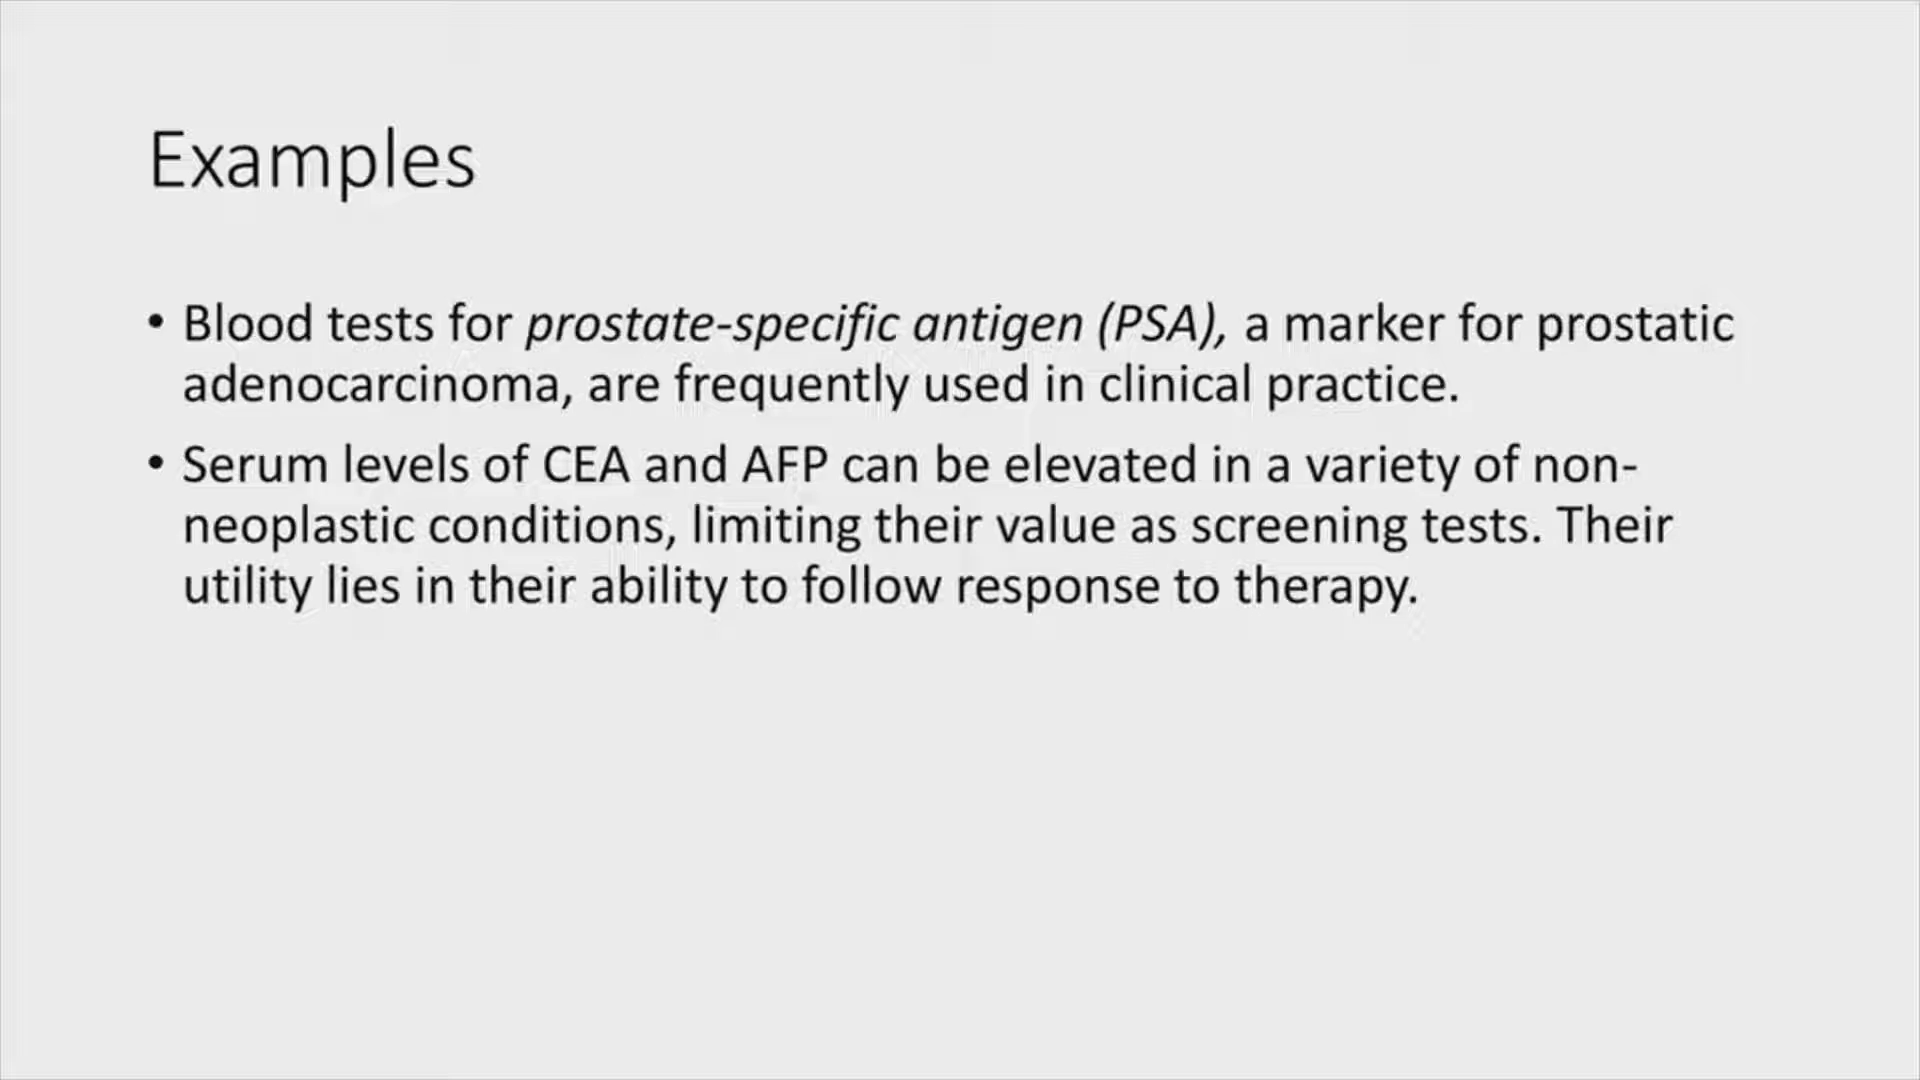 Examples
• Blood tests for prostate-specific antigen (PSA), a marker for prostatic
adenocarcinoma, are frequently used in clinical practice.
• Serum levels of CEA and AFP can be elevated in a variety of non-
neoplastic conditions, limiting their value as screening tests. Their
utility lies in their ability to follow response to therapy.